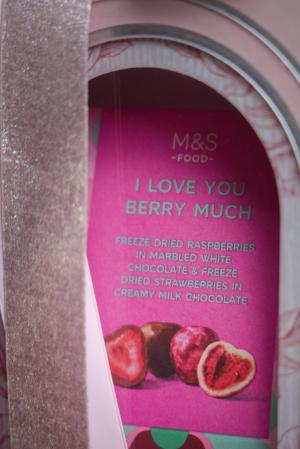 M&S
-FOOD-
I LOVE YOU
BERRY MUCH
FREEZE DRIED RASPBERRIES
IN MARBLED WHITE
CHOCOLATE & FREEZE
DRIED STRAWBERRIES IN
CREAMY MILK CHOCOLATE